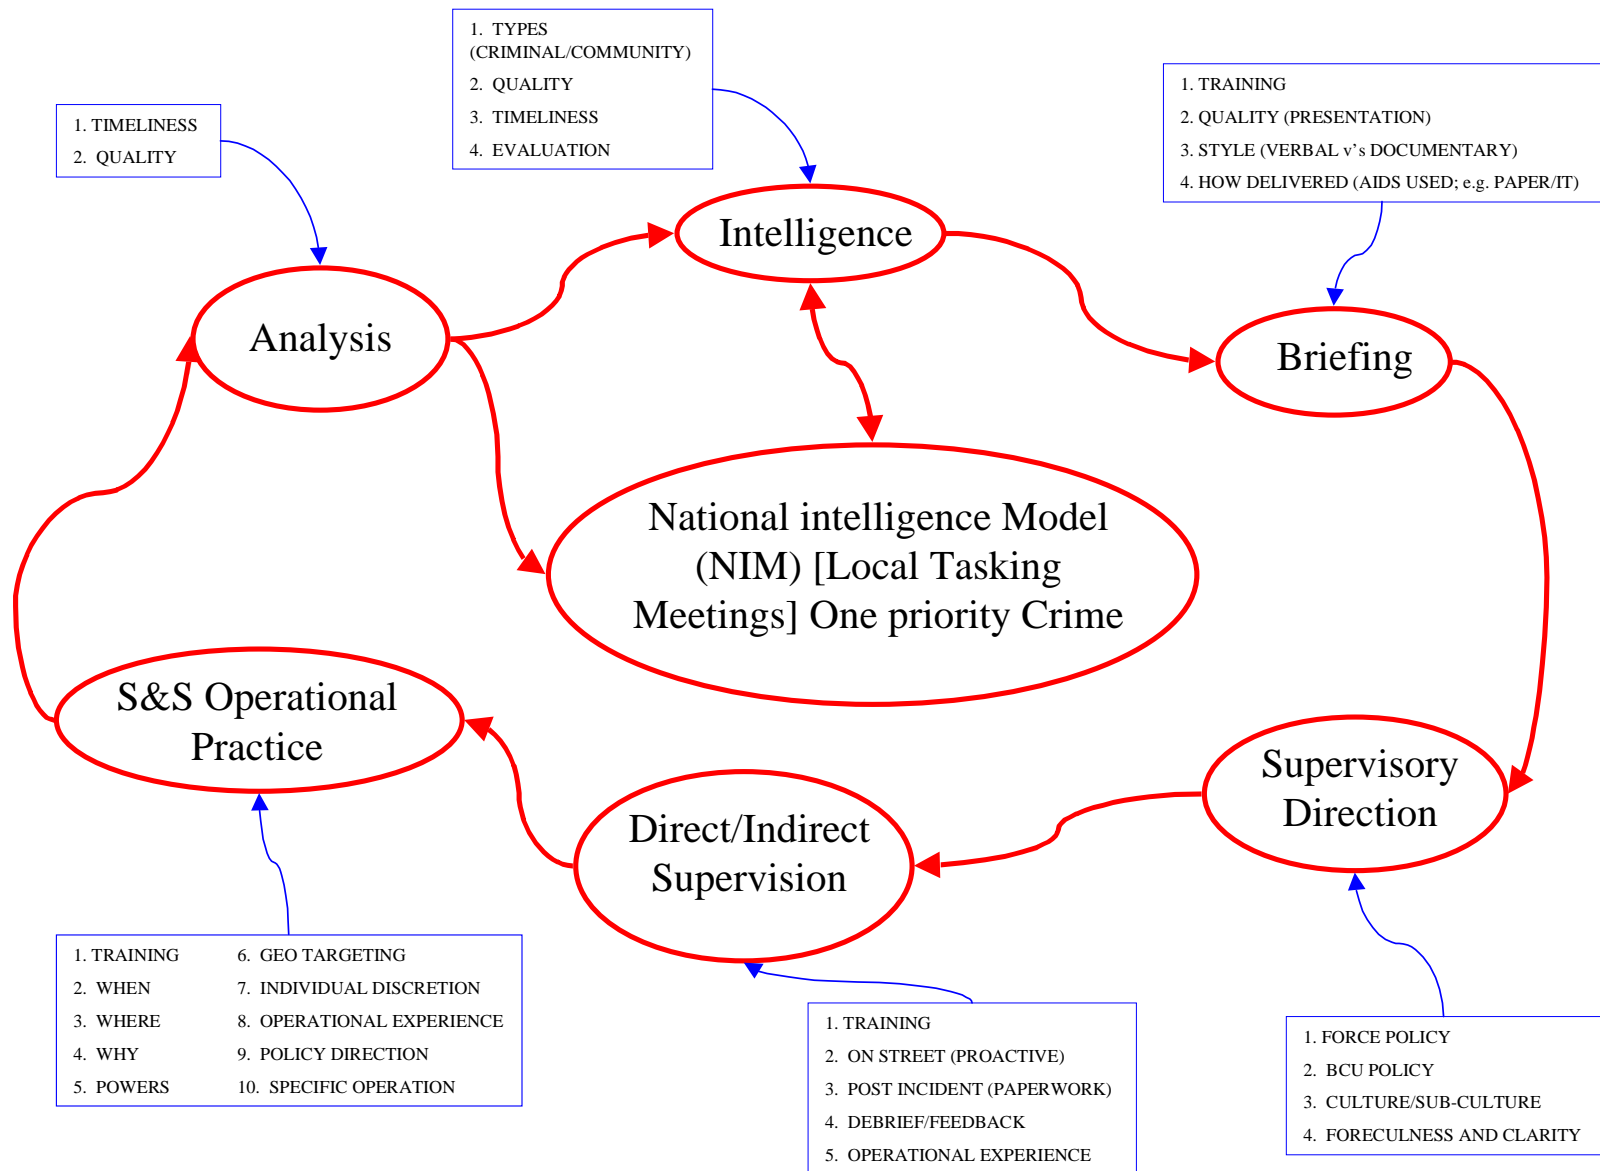 1. TYPES
(CRIMINAL/COMMUNITY)
2. QUALITY
3. TIMELINESS
4. EVALUATION
1. TRAINING
2. QUALITY (PRESENTATION)
3. STYLE (VERBAL v’s DOCUMENTARY)
4. HOW DELIVERED (AIDS USED; e.g. PAPER/IT)
1. TIMELINESS
2. QUALITY
Intelligence
Analysis
Briefing
National intelligence Model
(NIM) [Local Tasking
Meetings] One priority Crime
S&S Operational
Practice
Supervisory
Direction
Direct/Indirect
Supervision
1. TRAINING
2. WHEN
3. WHERE
4. WHY
5. POWERS
6. GEO TARGETING
7. INDIVIDUAL DISCRETION
8. OPERATIONAL EXPERIENCE
9. POLICY DIRECTION
10. SPECIFIC OPERATION
1. TRAINING
2. ON STREET (PROACTIVE)
3. POST INCIDENT (PAPERWORK)
4. DEBRIEF/FEEDBACK
5. OPERATIONAL EXPERIENCE
1. FORCE POLICY
2. BCU POLICY
3. CULTURE/SUB-CULTURE
4. FORECULNESS AND CLARITY